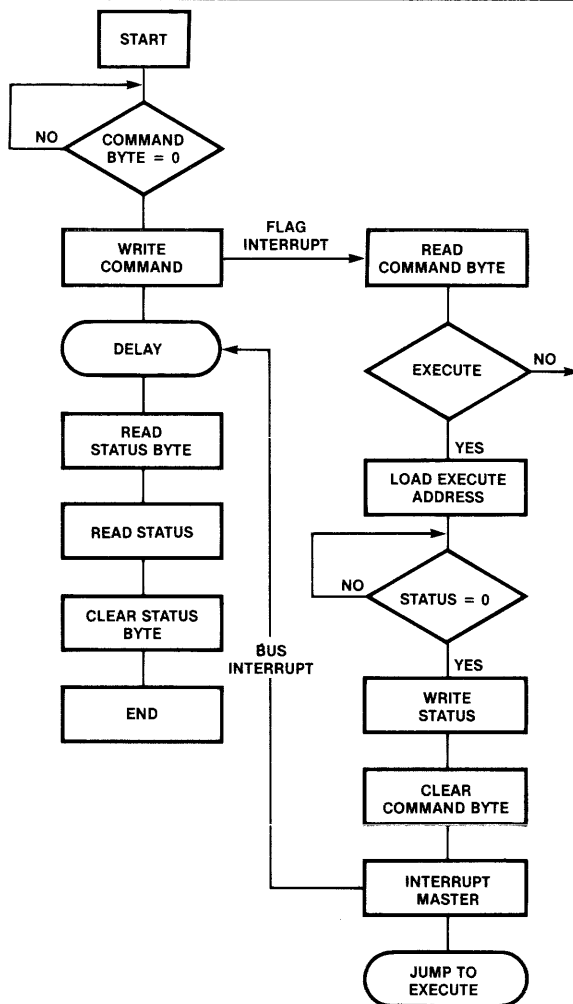 START
NO
COMMAND
BYTE = 0
WRITE
COMMAND
FLAG
INTERRUPT
READ
COMMAND BYTE
DELAY
EXECUTE
NO
YES
READ
STATUS BYTE
LOAD EXECUTE
ADDRESS
READ STATUS
NO
STATUS = 0
CLEAR STATUS
BYTE
BUS
INTERRUPT
YES
END
WRITE
STATUS
CLEAR
COMMAND BYTE
INTERRUPT
MASTER
JUMP TO
EXECUTE